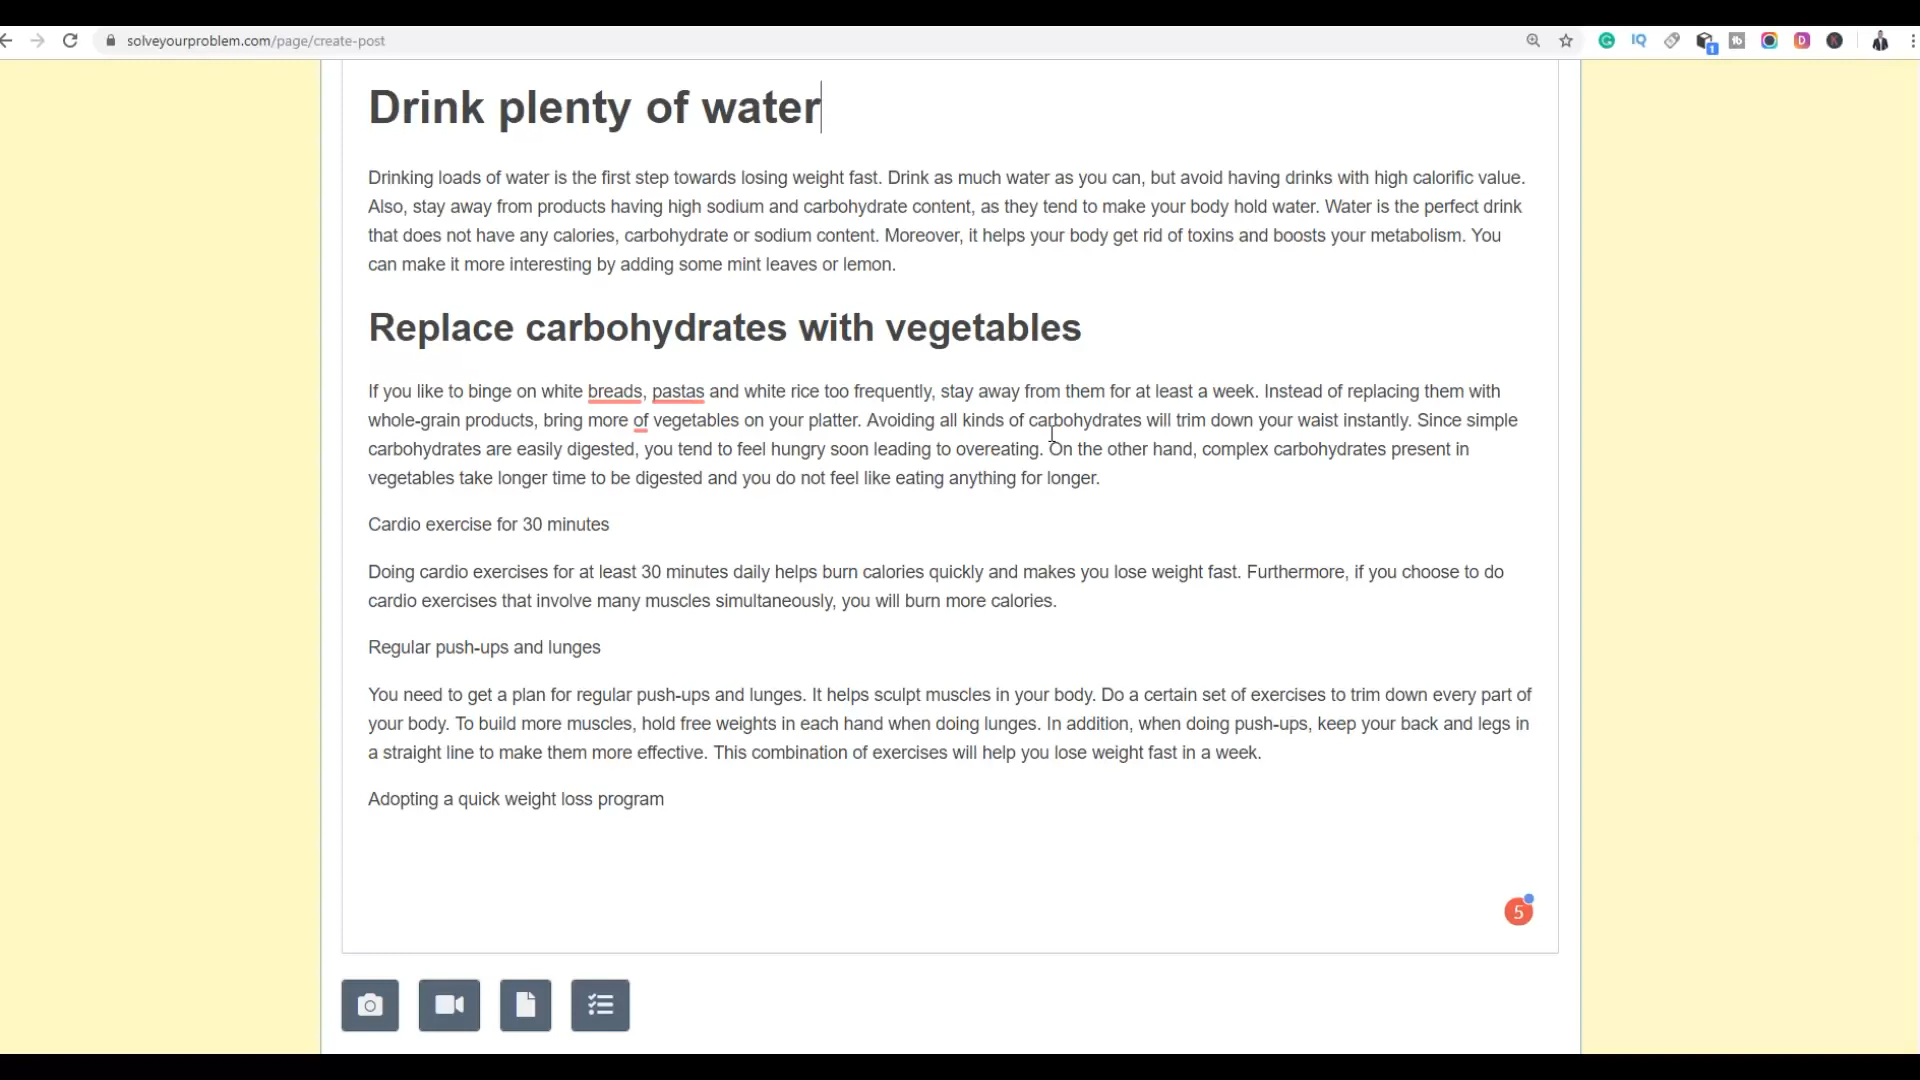 solveyourproblem.com/page/create-post
IQ
1
tb
D
Drink plenty of water
Drinking loads of water is the first step towards losing weight fast. Drink as much water as you can, but avoid having drinks with high calorific value.
Also, stay away from products having high sodium and carbohydrate content, as they tend to make your body hold water. Water is the perfect drink
that does not have any calories, carbohydrate or sodium content. Moreover, it helps your body get rid of toxins and boosts your metabolism. You
can make it more interesting by adding some mint leaves or lemon.
Replace carbohydrates with vegetables
If you like to binge on white breads, pastas and white rice too frequently, stay away from them for at least a week. Instead of replacing them with
whole-grain products, bring more of vegetables on your platter. Avoiding all kinds of carbohydrates will trim down your waist instantly. Since simple
carbohydrates are easily digested, you tend to feel hungry soon leading to overeating. On the other hand, complex carbohydrates present in
vegetables take longer time to be digested and you do not feel like eating anything for longer.
Cardio exercise for 30 minutes
Doing cardio exercises for at least 30 minutes daily helps burn calories quickly and makes you lose weight fast. Furthermore, if you choose to do
cardio exercises that involve many muscles simultaneously, you will burn more calories.
Regular push-ups and lunges
You need to get a plan for regular push-ups and lunges. It helps sculpt muscles in your body. Do a certain set of exercises to trim down every part of
your body. To build more muscles, hold free weights in each hand when doing lunges. In addition, when doing push-ups, keep your back and legs in
a straight line to make them more effective. This combination of exercises will help you lose weight fast in a week.
Adopting a quick weight loss program
5